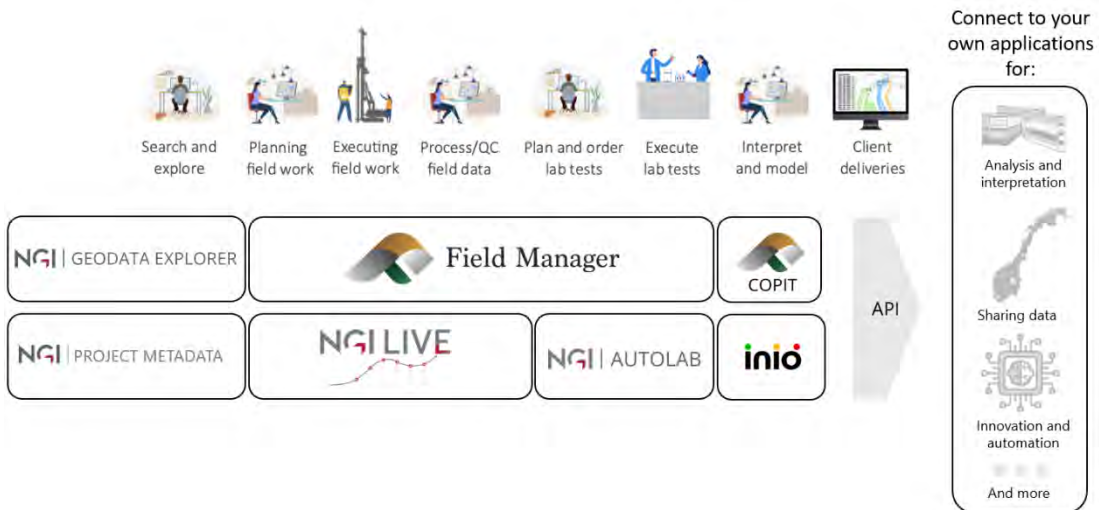 Connect to your
own applications
for:
Search and
explore
Planning
field work
Executing
field work
Process/QC
field data
Plan and order
lab tests
Execute
lab tests
Interpret
and model
Client
deliveries
Analysis and
interpretation
NGI | GEODATA EXPLORER
Field Manager
COPIT
API
Sharing data
NGI | PROJECT METADATA
NGI LIVE
NGI | AUTOLAB
inio
Innovation and
automation
And more